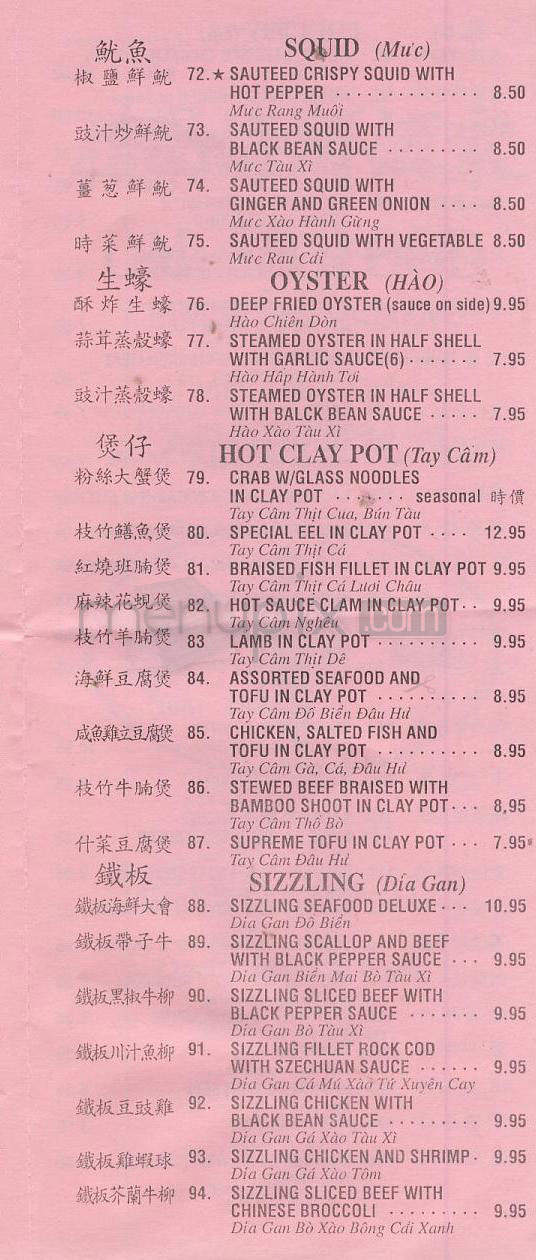 魷魚 SQUID (Mưc)
椒鹽鮮魷 72.★ SAUTEED CRISPY SQUID WITH
HOT PEPPER 8.50
Mưc Rang Muôi
豉汁炒鮮魷 73. SAUTEED SQUID WITH
BLACK BEAN SAUCE 8.50
Mưc Tàu Xì
薑葱鮮魷 74. SAUTEED SQUID WITH
GINGER AND GREEN ONION 8.50
Mưc Xào Hành Gừng
時菜鮮魷 75. SAUTEED SQUID WITH VEGETABLE 8.50
Mưc Rau Cải
生蠔 OYSTER (HÀO)
酥炸生蠔 76. DEEP FRIED OYSTER (sauce on side) 9.95
Hào Chiên Dòn
蒜茸蒸殼蠔 77. STEAMED OYSTER IN HALF SHELL
WITH GARLIC SAUCE(6) 7.95
Hào Hâp Hành Tơi
豉汁蒸殼蠔 78. STEAMED OYSTER IN HALF SHELL
WITH BALCK BEAN SAUCE 7.95
Hào Xào Tàu Xì
煲仔 HOT CLAY POT (Tay Câm)
粉絲大蟹煲 79. CRAB W/GLASS NOODLES
IN CLAY POT seasonal 時價
Tay Câm Thịt Cua, Bún Tàu
枝竹鱔魚煲 80. SPECIAL EEL IN CLAY POT 12.95
Tay Câm Thịt Cá
紅燒班腩煲 81. BRAISED FISH FILLET IN CLAY POT 9.95
Tay Câm Thịt Cá Lươi Châu
麻辣花蜆煲 82. HOT SAUCE CLAM IN CLAY POT 9.95
Tay Câm Nghêu
menupix.com
枝竹羊腩煲 83 LAMB IN CLAY POT 9.95
Tay Câm Thịt Dê
海鮮豆腐煲 84. ASSORTED SEAFOOD AND
TOFU IN CLAY POT 8.95
Tay Câm Đô Biển Đâu Hư
咸魚雞立豆腐煲 85. CHICKEN, SALTED FISH AND
TOFU IN CLAY POT 8.95
Tay Câm Gà, Cá, Đâu Hư
枝竹牛腩煲 86. STEWED BEEF BRAISED WITH
BAMBOO SHOOT IN CLAY POT 8,95
Tay Câm Thô Bò
什菜豆腐煲 87. SUPREME TOFU IN CLAY POT 7.95
Tay Câm Đâu Hư
鐵板 SIZZLING (Día Gan)
鐵板海鮮大會 88. SIZZLING SEAFOOD DELUXE 10.95
Día Gan Đô Biển
鐵板帶子牛 89. SIZZLING SCALLOP AND BEEF
WITH BLACK PEPPER SAUCE 9.95
Día Gan Biển Mai Bò Tàu Xì
鐵板黑椒牛柳 90. SIZZLING SLICED BEEF WITH
BLACK PEPPER SAUCE 9.95
Día Gan Bò Tàu Xì
鐵板川汁魚柳 91. SIZZLING FILLET ROCK COD
WITH SZECHUAN SAUCE 9.95
Día Gan Cá Mú Xào Tứ Xuyên Cay
鐵板豆豉雞 92. SIZZLING CHICKEN WITH
BLACK BEAN SAUCE 9.95
Día Gan Gá Xào Tàu Xì
鐵板雞蝦球 93. SIZZLING CHICKEN AND SHRIMP 9.95
Día Gan Gá Xào Tôm
鐵板芥蘭牛柳 94. SIZZLING SLICED BEEF WITH
CHINESE BROCCOLI 9.95
Día Gan Bò Xào Bông Cải Xanh